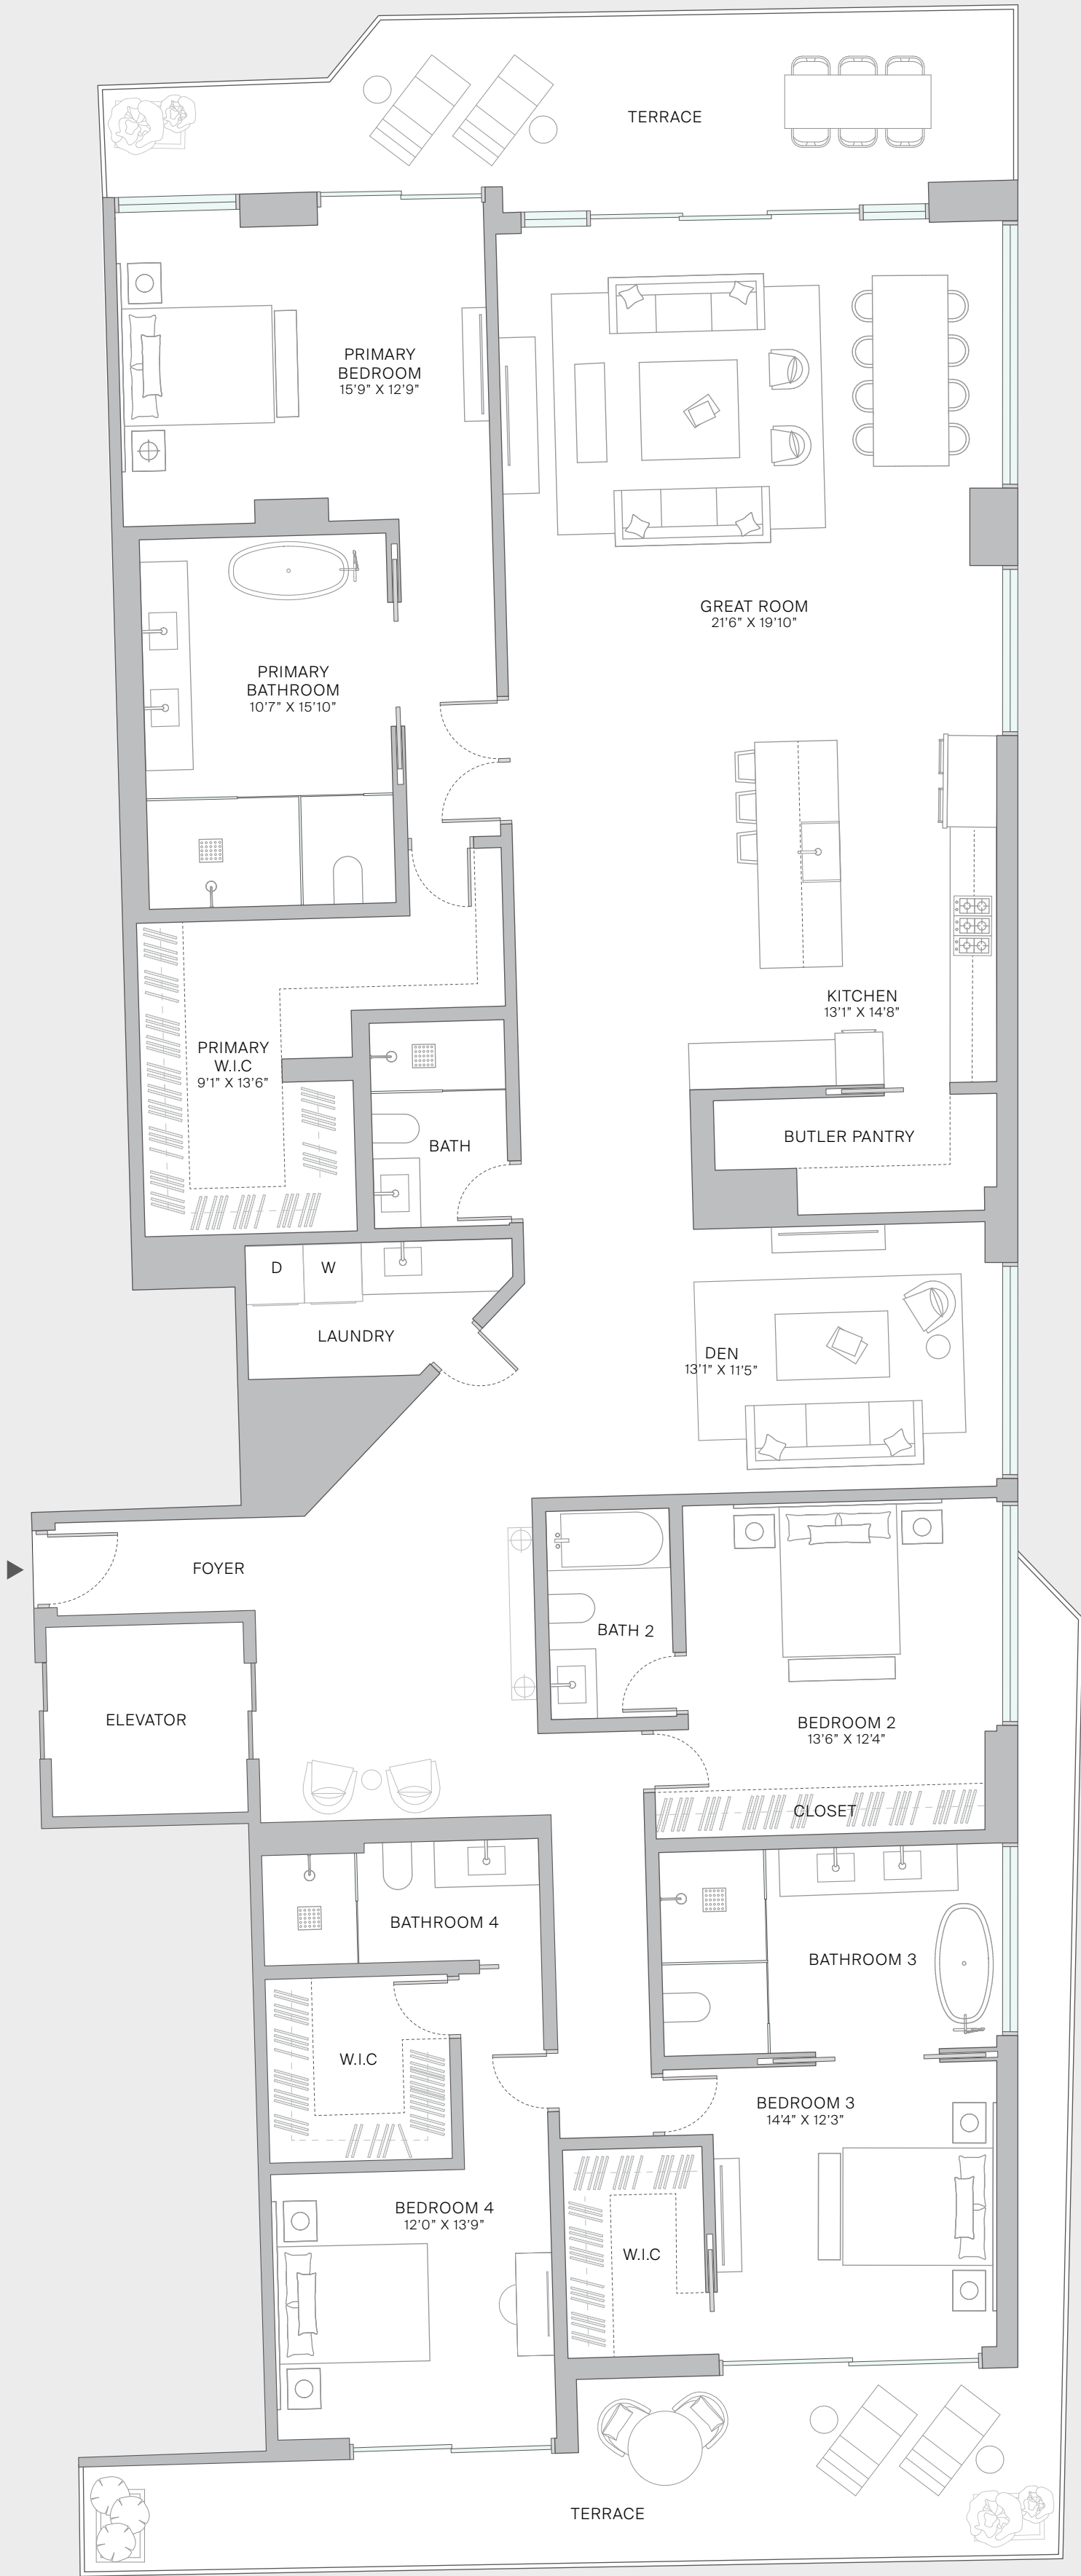 TERRACE
PRIMARY
BEDROOM
15'9" X 12'9"
GREAT ROOM
21'6" X 19'10"
PRIMARY
BATHROOM
10'7" X 15'10"
KITCHEN
13'1" X 14'8"
PRIMARY
W.I.C
9'1" X 13'6"
BATH
BUTLER PANTRY
D
W
LAUNDRY
DEN
13'1" X 11'5"
FOYER
BATH 2
ELEVATOR
BEDROOM 2
13'6" X 12'4"
CLOSET
BATHROOM 4
BATHROOM 3
W.I.C
BEDROOM 3
14'4" X 12'3"
BEDROOM 4
12'0" X 13'9"
W.I.C
TERRACE